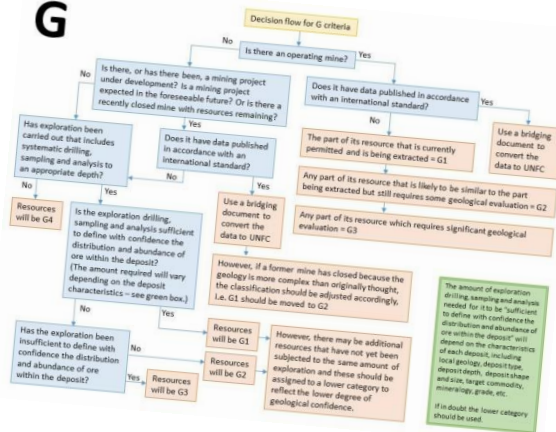 G
Decision flow for G criteria
Is there an operating mine?
No
Yes
Is there, or has there been, a mining project
under development? Is a mining project
expected in the foreseeable future? Or is there a
recently closed mine with resources remaining?
Does it have data published in accordance
with an international standard?
No
Yes
No
Yes
Has exploration been
carried out that includes
systematic drilling,
sampling and analysis to
an appropriate depth?
Does it have data published
in accordance with an
international standard?
The part of its resource that is currently
permitted and is being extracted = G1
Use a bridging
document to
convert the
data to UNFC
No
Yes
Any part of its resource that is likely to be similar to the part
being extracted but still requires some geological evaluation = G2
Any part of its resource which requires significant geological
evaluation = G3
No
Yes
Resources
will be G4
Is the exploration drilling,
sampling and analysis sufficient
to define with confidence the
distribution and abundance of
ore within the deposit?
(The amount required will vary
depending on the deposit
characteristics – see green box.)
Use a bridging
document to
convert the
data to UNFC
However, if a former mine has closed because the
geology is more complex than originally thought,
the classification should be adjusted accordingly,
i.e. G1 should be moved to G2
No
Yes
Has the exploration been
insufficient to define with
confidence the distribution
and abundance of ore
within the deposit?
No
Yes
Resources
will be G1
Resources
will be G2
Resources
will be G3
However, there may be additional
resources that have not yet been
subjected to the same amount of
exploration and these should be
assigned to a lower category to
reflect the lower degree of
geological confidence.
The amount of exploration
drilling, sampling and analysis
needed for it to be "sufficient
to define with confidence the
distribution and abundance of
ore within the deposit" will
depend on the characteristics
of each deposit, including
local geology, deposit type,
deposit depth, deposit shape
and size, target commodity,
mineralogy, grade, etc.
If in doubt the lower category
should be used.